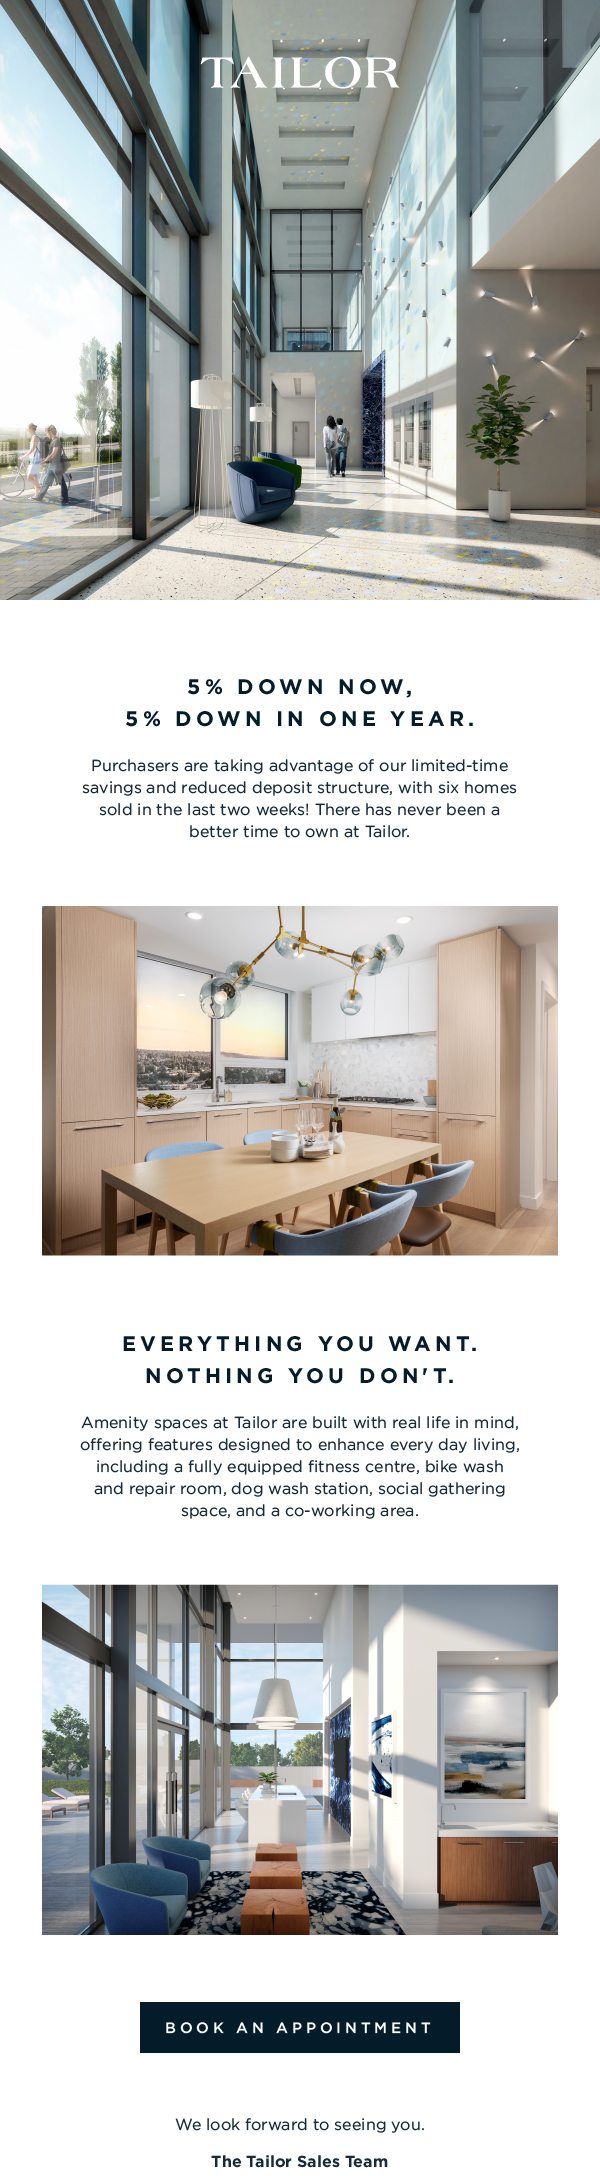 TAILOR
5% DOWN NOW,
5% DOWN IN ONE YEAR.
Purchasers are taking advantage of our limited-time
savings and reduced deposit structure, with six homes
sold in the last two weeks! There has never been a
better time to own at Tailor.
EVERYTHING YOU WANT.
NOTHING YOU DON'T.
Amenity spaces at Tailor are built with real life in mind,
offering features designed to enhance every day living,
including a fully equipped fitness centre, bike wash
and repair room, dog wash station, social gathering
space, and a co-working area.
BOOK AN APPOINTMENT
We look forward to seeing you.
The Tailor Sales Team